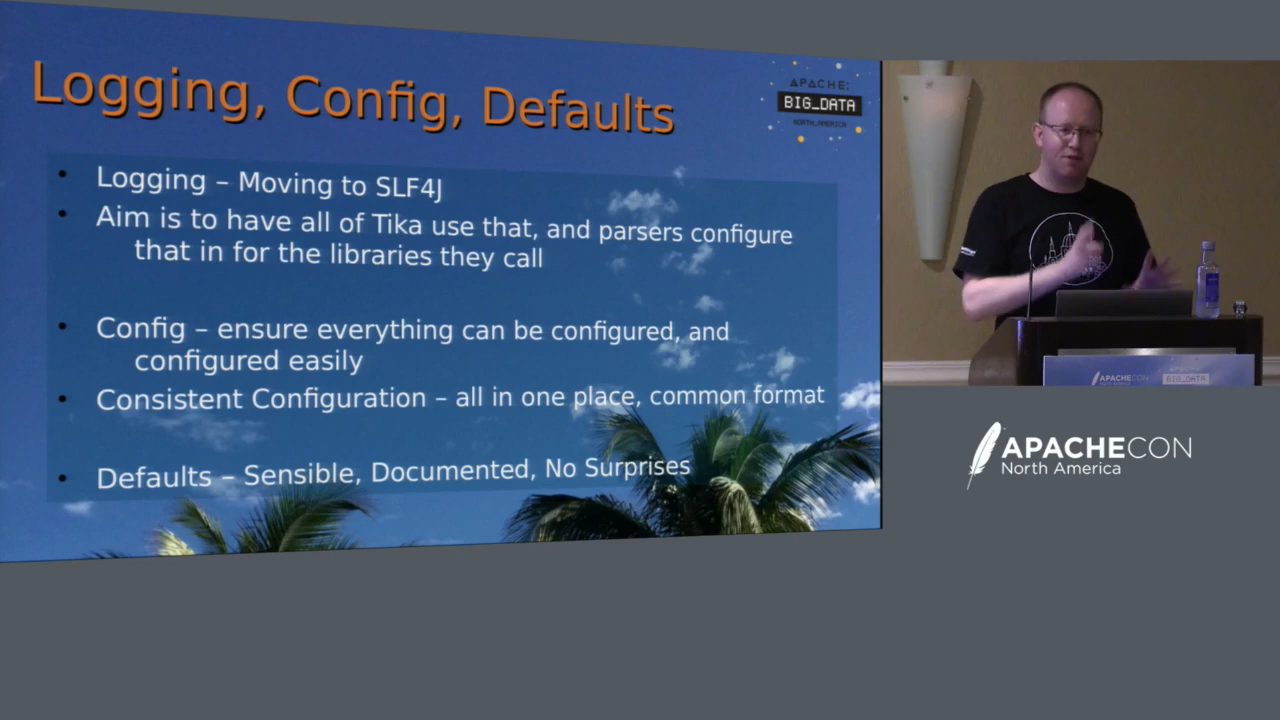 Logging, Config, Defaults
APACHE:
BIG_DATA
NORTH_AMERICA
Logging – Moving to SLF4J
Aim is to have all of Tika use that, and parsers configure
that in for the libraries they call
Config – ensure everything can be configured, and
configured easily
Consistent Configuration – all in one place, common format
Defaults – Sensible, Documented, No Surprises
APACHECON
BIG_DATA
APACHECON
North America